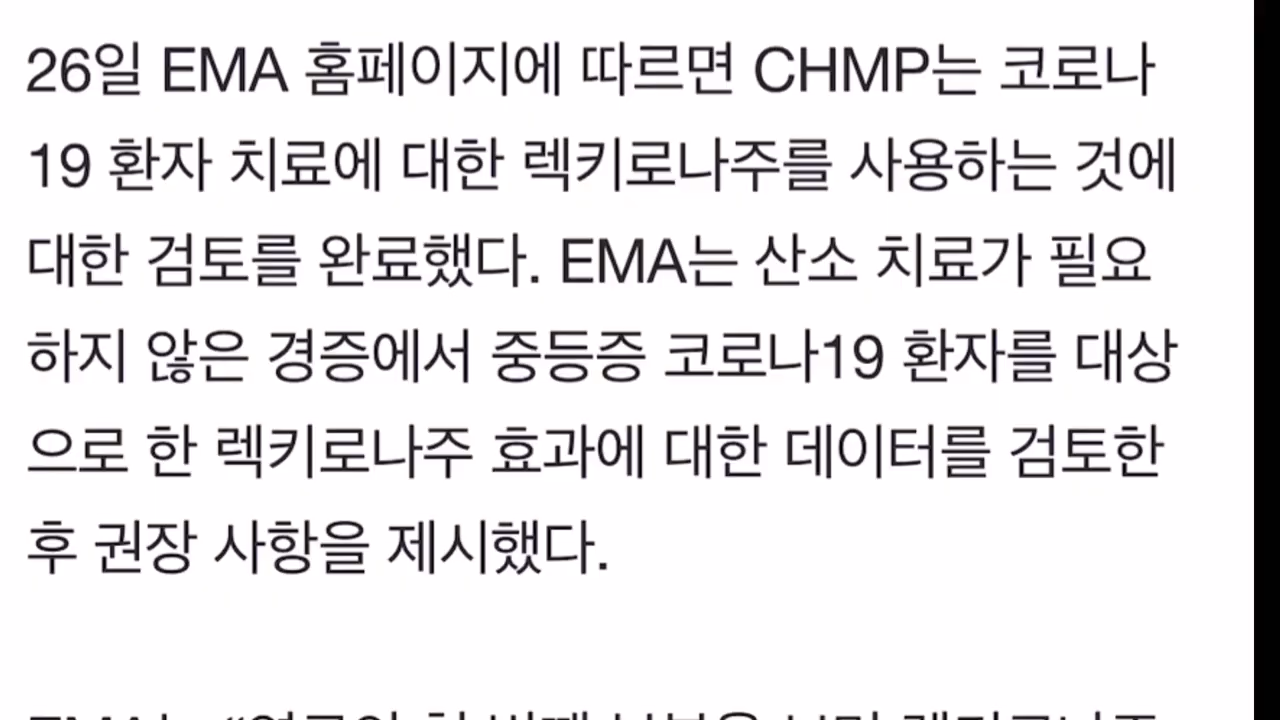 26일 EMA 홈페이지에 따르면 CHMP는 코로나
19 환자 치료에 대한 렉키로나주를 사용하는 것에
대한 검토를 완료했다. EMA는 산소 치료가 필요
하지 않은 경증에서 중등증 코로나19 환자를 대상
으로 한 렉키로나주 효과에 대한 데이터를 검토한
후 권장 사항을 제시했다.